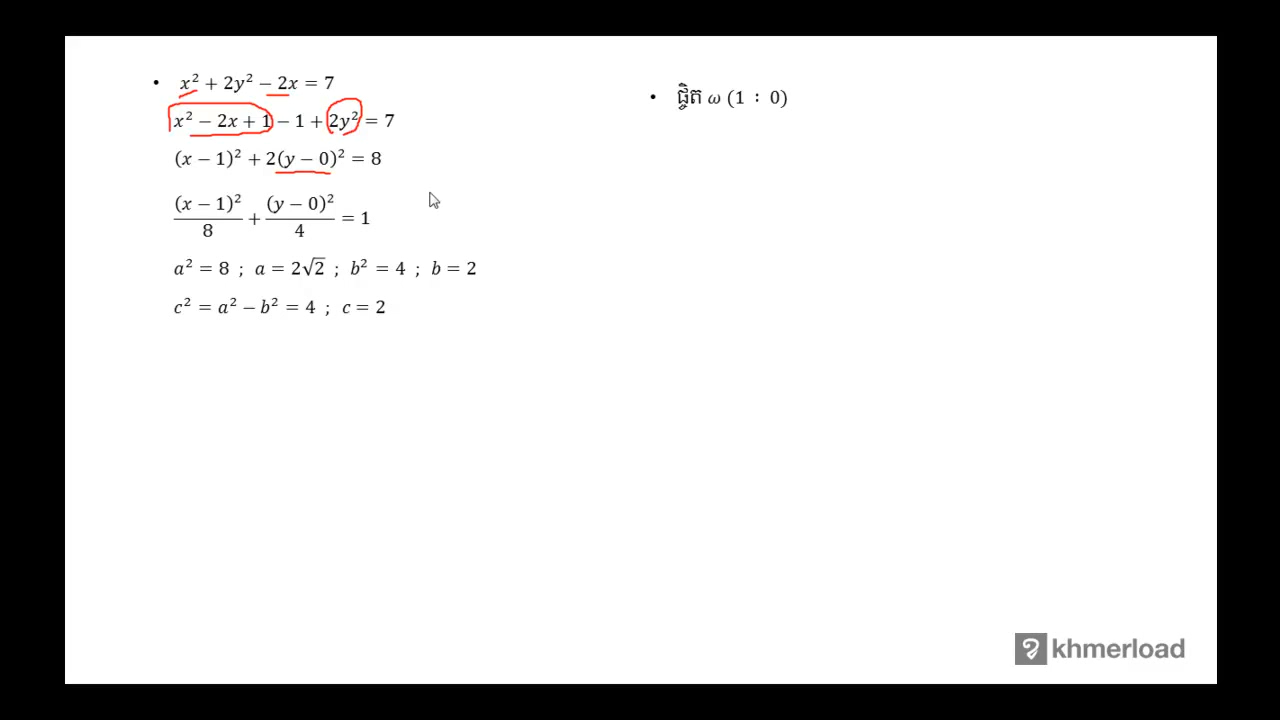 • x² + 2y² − 2x = 7
x² − 2x + 1 − 1 + 2y² = 7
(x − 1)² + 2(y − 0)² = 8
(x − 1)²/8 + (y − 0)²/4 = 1
a² = 8 ; a = 2√2 ; b² = 4 ; b = 2
c² = a² − b² = 4 ; c = 2
• ផ្ចិត ω (1 : 0)
khmerload